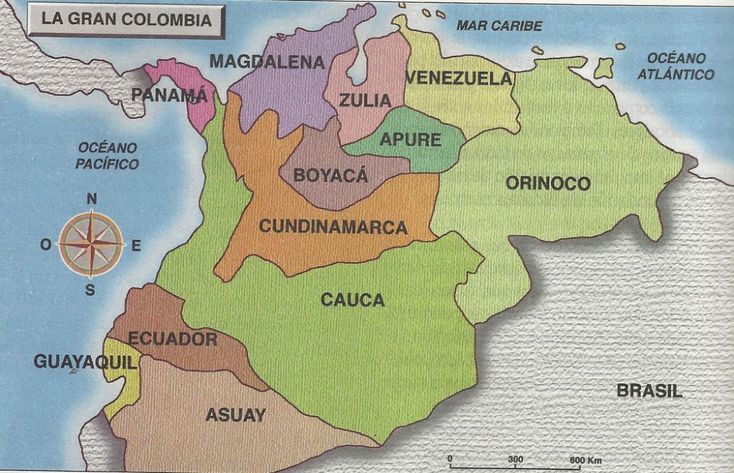 LA GRAN COLOMBIA
MAR CARIBE
OCÉANO
ATLÁNTICO
MAGDALENA
VENEZUELA
PANAMÁ
ZULIA
APURE
OCÉANO
PACÍFICO
BOYACÁ
ORINOCO
N
O
E
S
CUNDINAMARCA
CAUCA
ECUADOR
GUAYAQUIL
ASUAY
BRASIL
0 300 600 Km